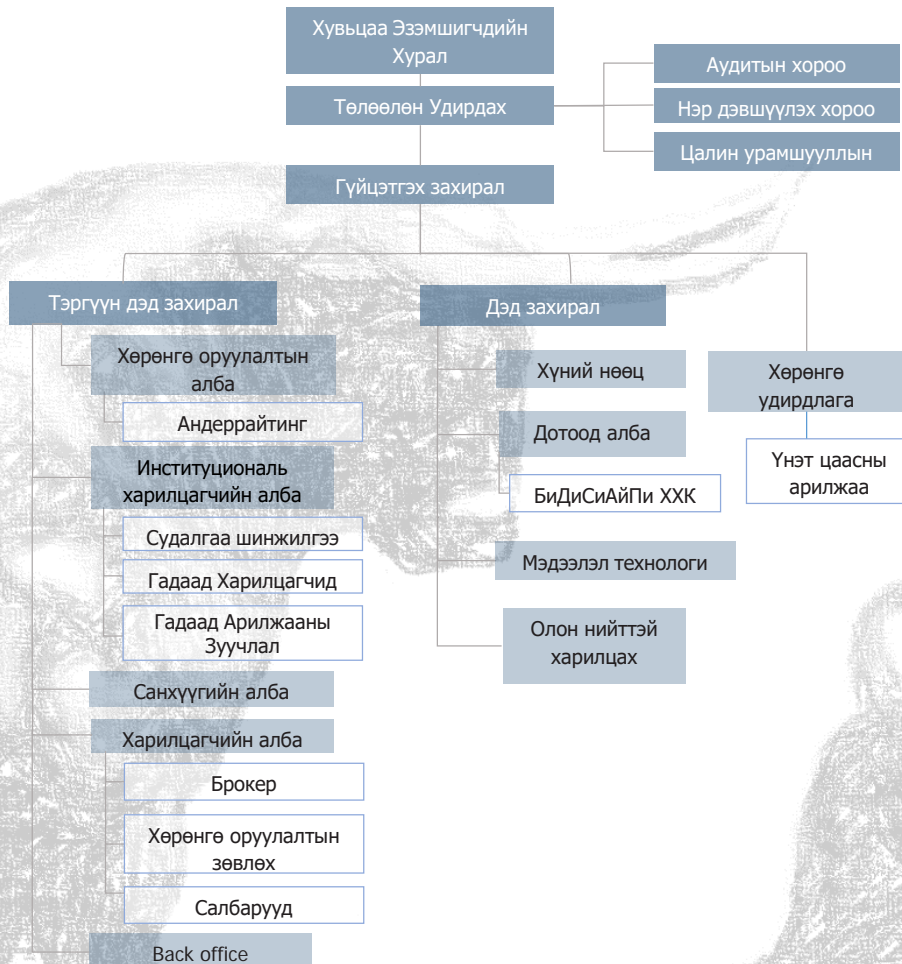 Хувьцаа Эзэмшигчдийн
Хурал
Аудитын хороо
Төлөөлөн Удирдах
Нэр дэвшүүлэх хороо
Цалин урамшууллын
Гүйцэтгэх захирал
Тэргүүн дэд захирал
Хөрөнгө оруулалтын
алба
Андеррайтинг
Институциональ
харилцагчийн алба
Судалгаа шинжилгээ
Гадаад Харилцагчид
Гадаад Арилжааны
Зуучлал
Санхүүгийн алба
Харилцагчийн алба
Брокер
Хөрөнгө оруулалтын
зөвлөх
Салбарууд
Back office
Дэд захирал
Хүний нөөц
Дотоод алба
БиДиСиАйПи ХХК
Мэдээлэл технологи
Олон нийттэй
харилцах
Хөрөнгө
удирдлага
Үнэт цаасны
арилжаа